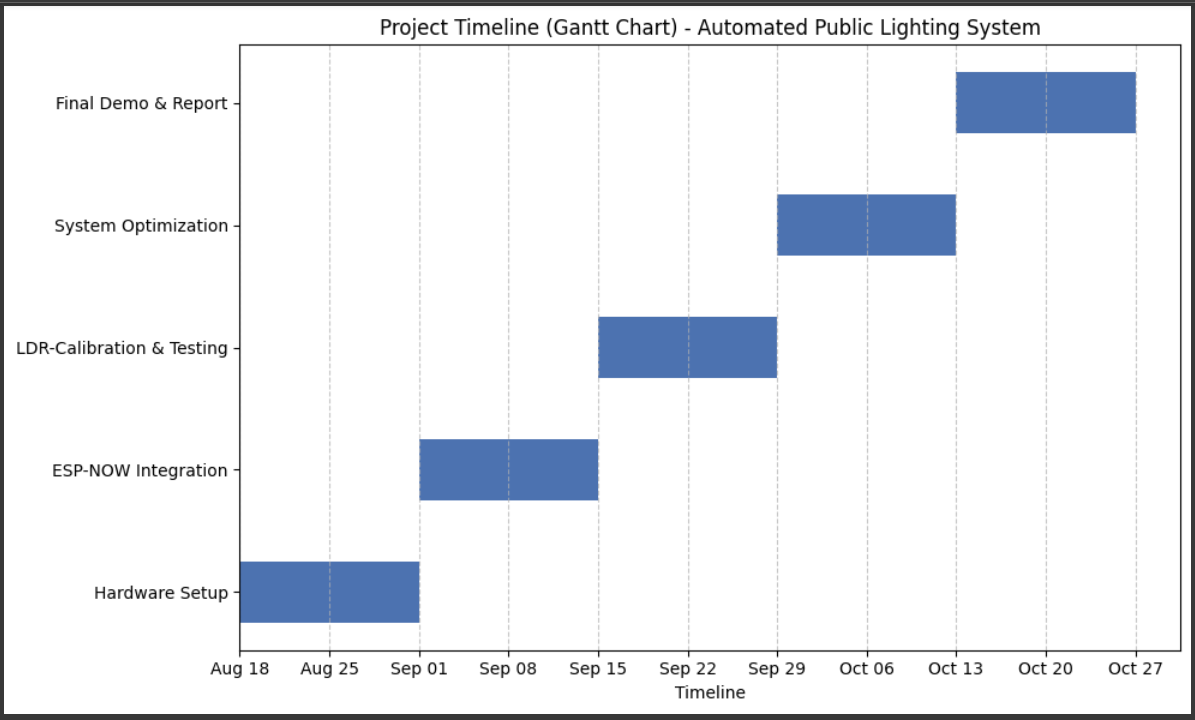 Project Timeline (Gantt Chart) - Automated Public Lighting System
Final Demo & Report
System Optimization
LDR-Calibration & Testing
ESP-NOW Integration
Hardware Setup
Aug 18 Aug 25 Sep 01 Sep 08 Sep 15 Sep 22 Sep 29 Oct 06 Oct 13 Oct 20 Oct 27
Timeline